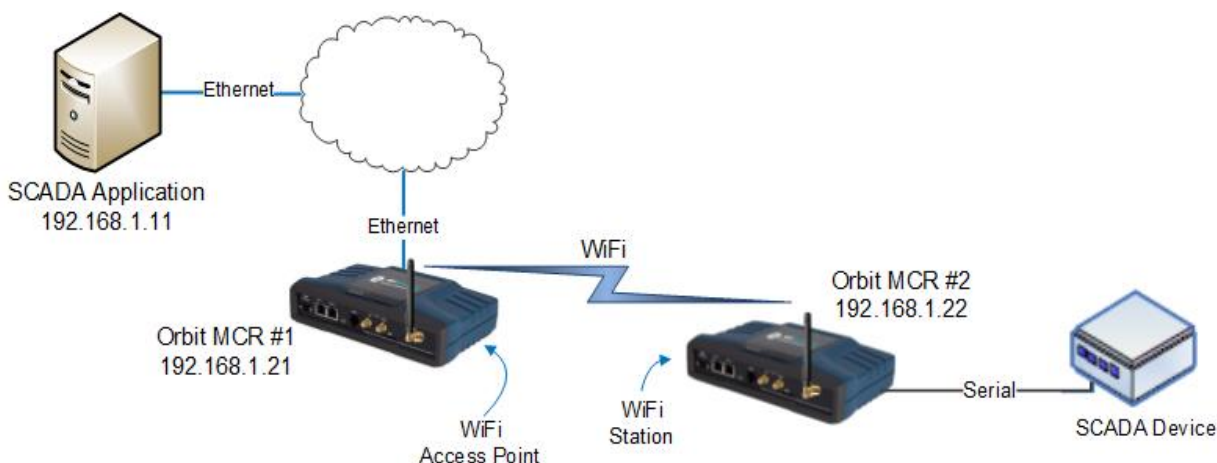 Ethernet
SCADA Application
192.168.1.11
Ethernet
WiFi
Orbit MCR #1
192.168.1.21
Orbit MCR #2
192.168.1.22
WiFi
Access Point
WiFi
Station
Serial
SCADA Device